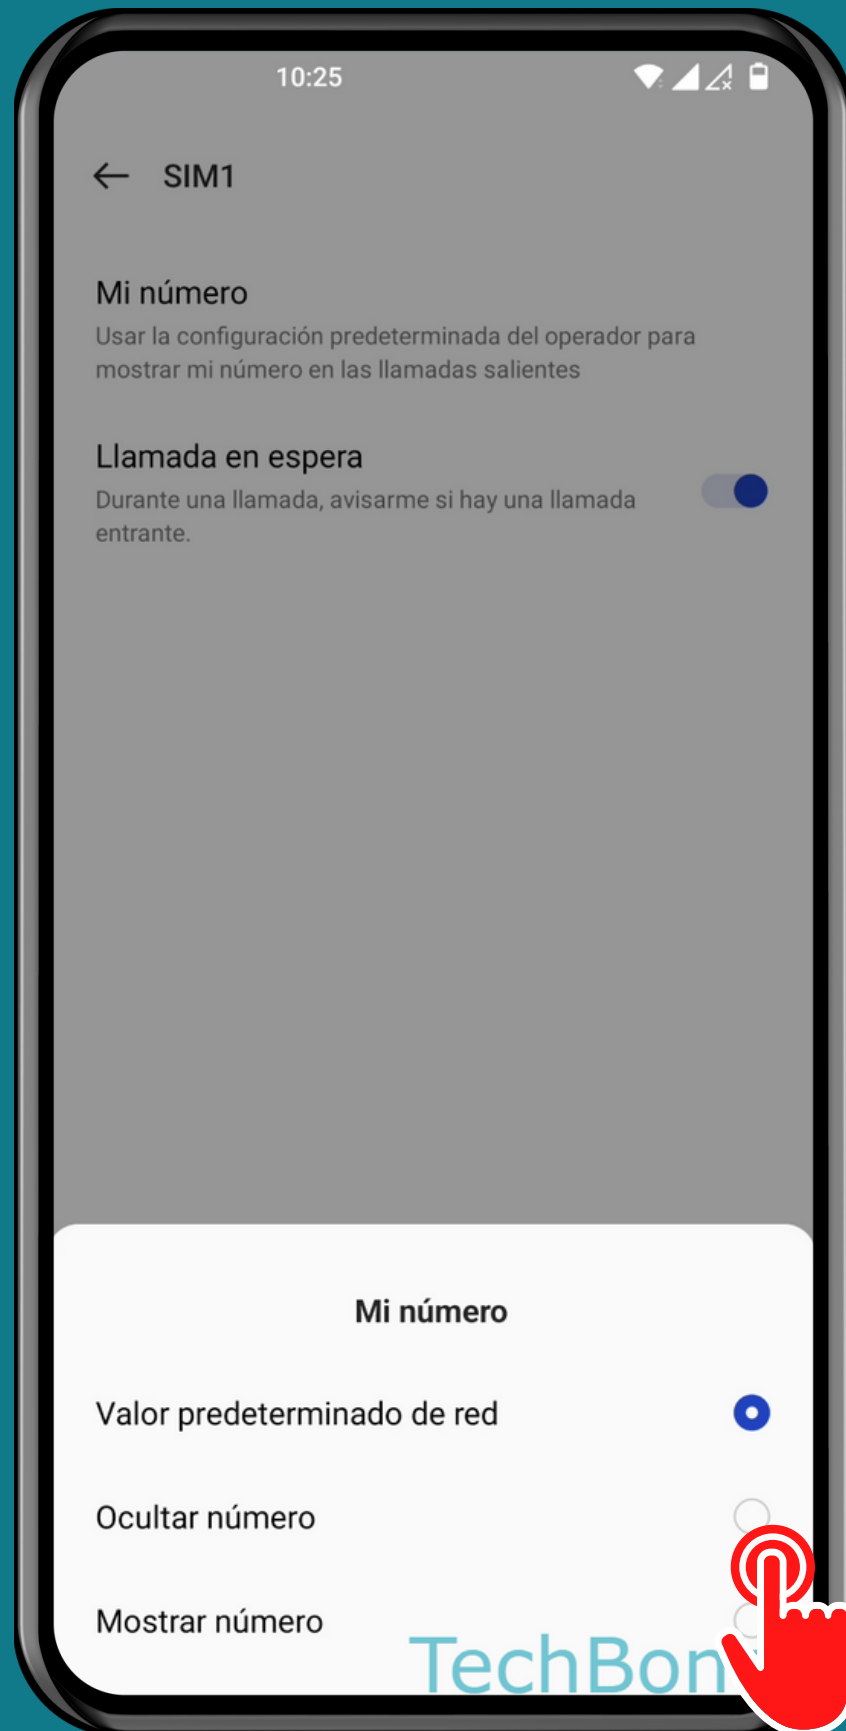 10:25
SIM1
Mi número
Usar la configuración predeterminada del operador para
mostrar mi número en las llamadas salientes
Llamada en espera
Durante una llamada, avisarme si hay una llamada
entrante.
Mi número
Valor predeterminado de red
Ocultar número
Mostrar número